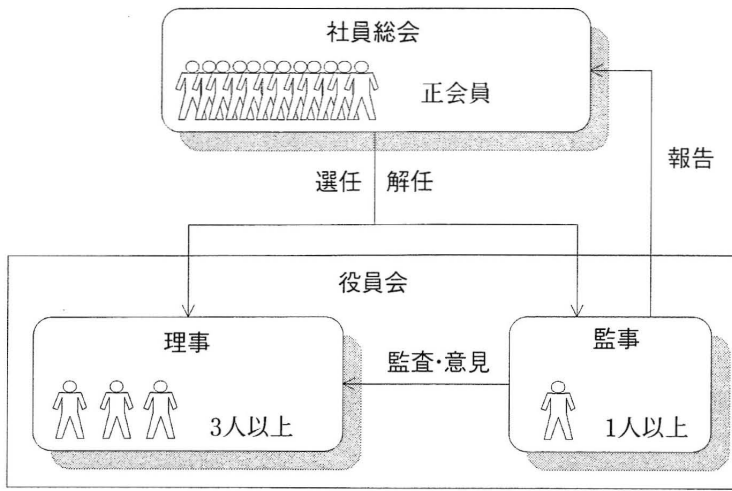 社員総会
正会員
選任
解任
報告
役員会
理事
監査・意見
監事
3人以上
1人以上